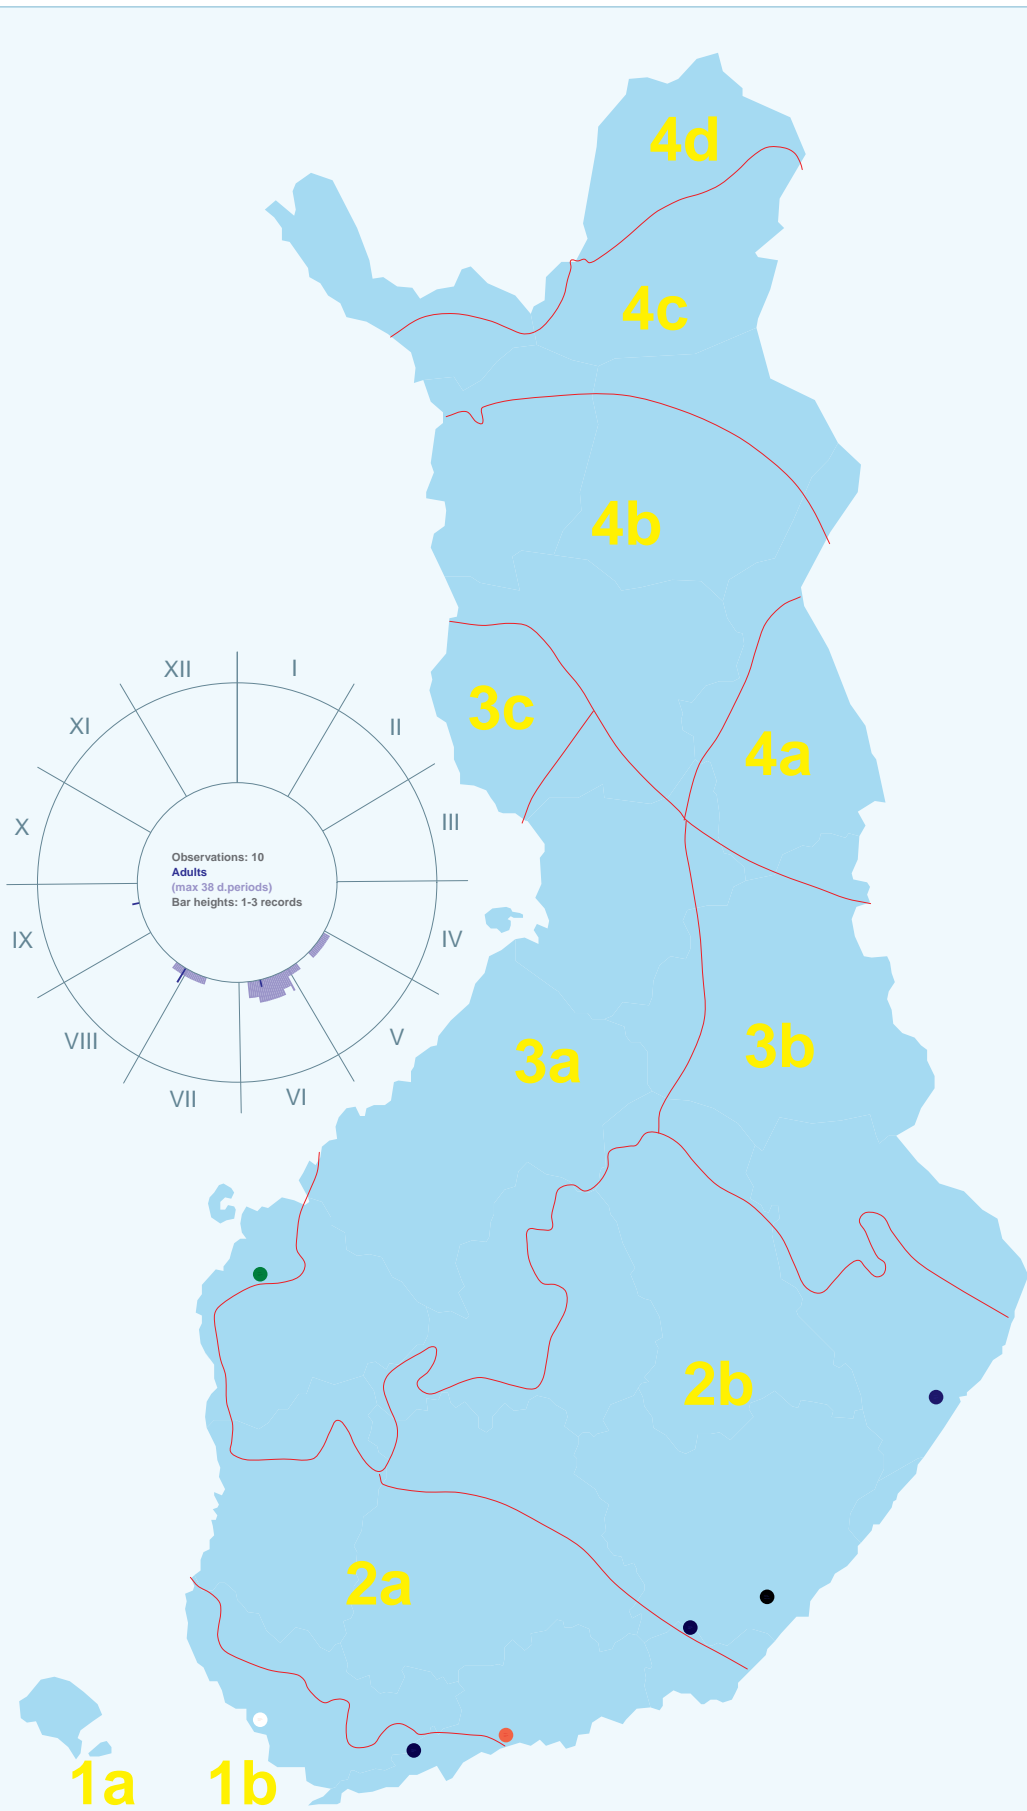 4d
4c
4b
XII
I
XI
II
3c
4a
X
III
Observations: 10
Adults
(max 38 d.periods)
Bar heights: 1-3 records
IX
IV
VIII
V
VII
VI
3a
3b
2b
2a
1a
1b